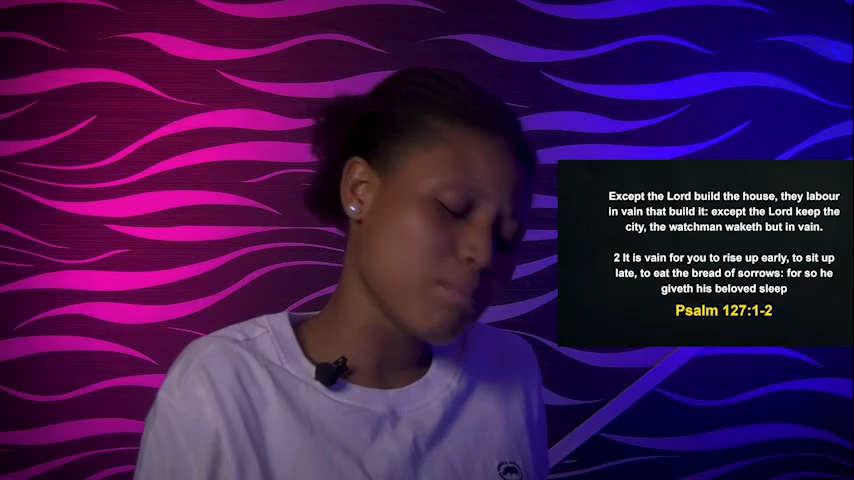 Except the Lord build the house, they labour
in vain that build it: except the Lord keep the
city, the watchman waketh but in vain.
2 It is vain for you to rise up early, to sit up
late, to eat the bread of sorrows: for so he
giveth his beloved sleep
Psalm 127:1-2